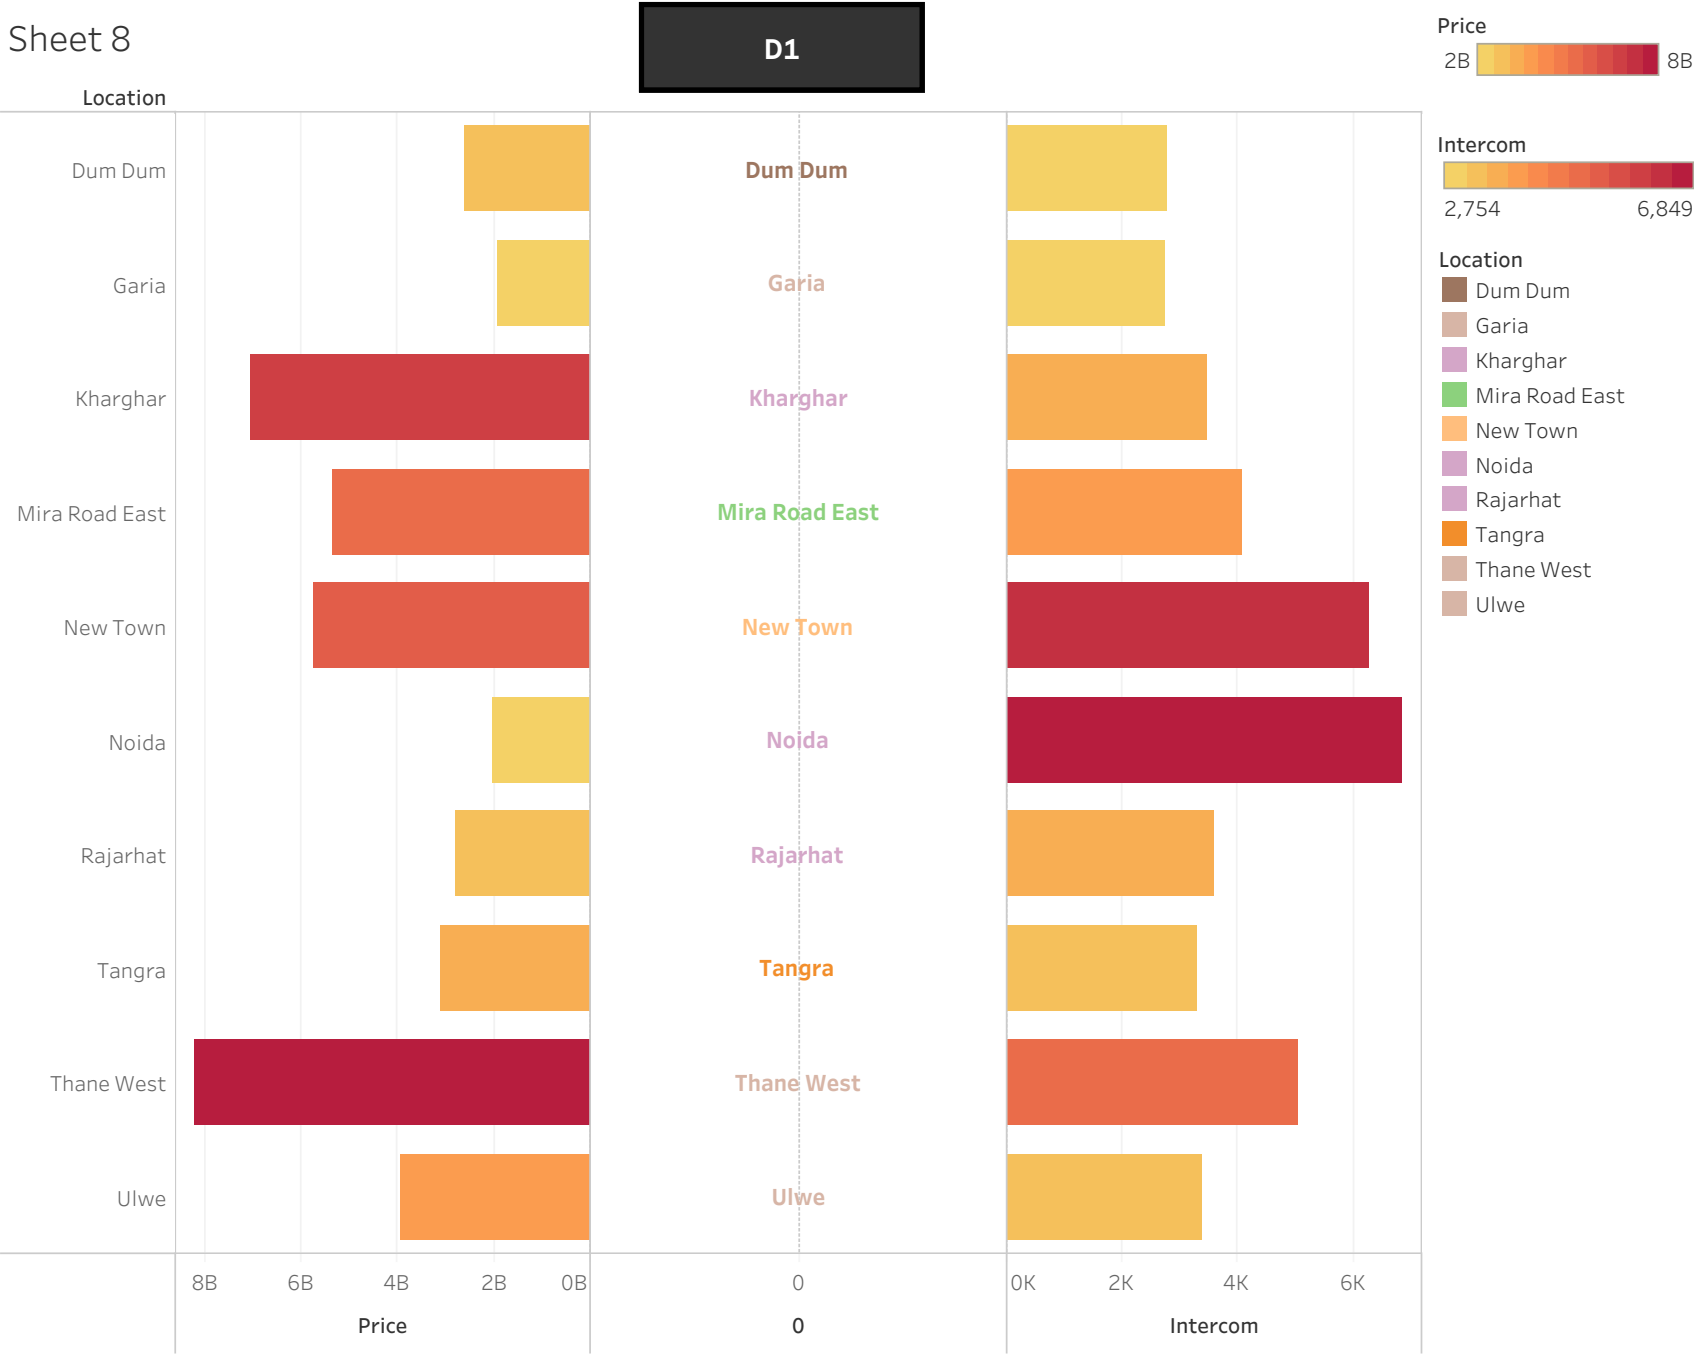 Sheet 8
D1
Location
Dum Dum
Garia
Kharghar
Mira Road East
New Town
Noida
Rajarhat
Tangra
Thane West
Ulwe
Dum Dum
Garia
Kharghar
Mira Road East
New Town
Noida
Rajarhat
Tangra
Thane West
Ulwe
8B 6B 4B 2B 0B
Price
0
0
0K 2K 4K 6K
Intercom
Price
2B 8B
Intercom
2,754 6,849
Location
Dum Dum
Garia
Kharghar
Mira Road East
New Town
Noida
Rajarhat
Tangra
Thane West
Ulwe